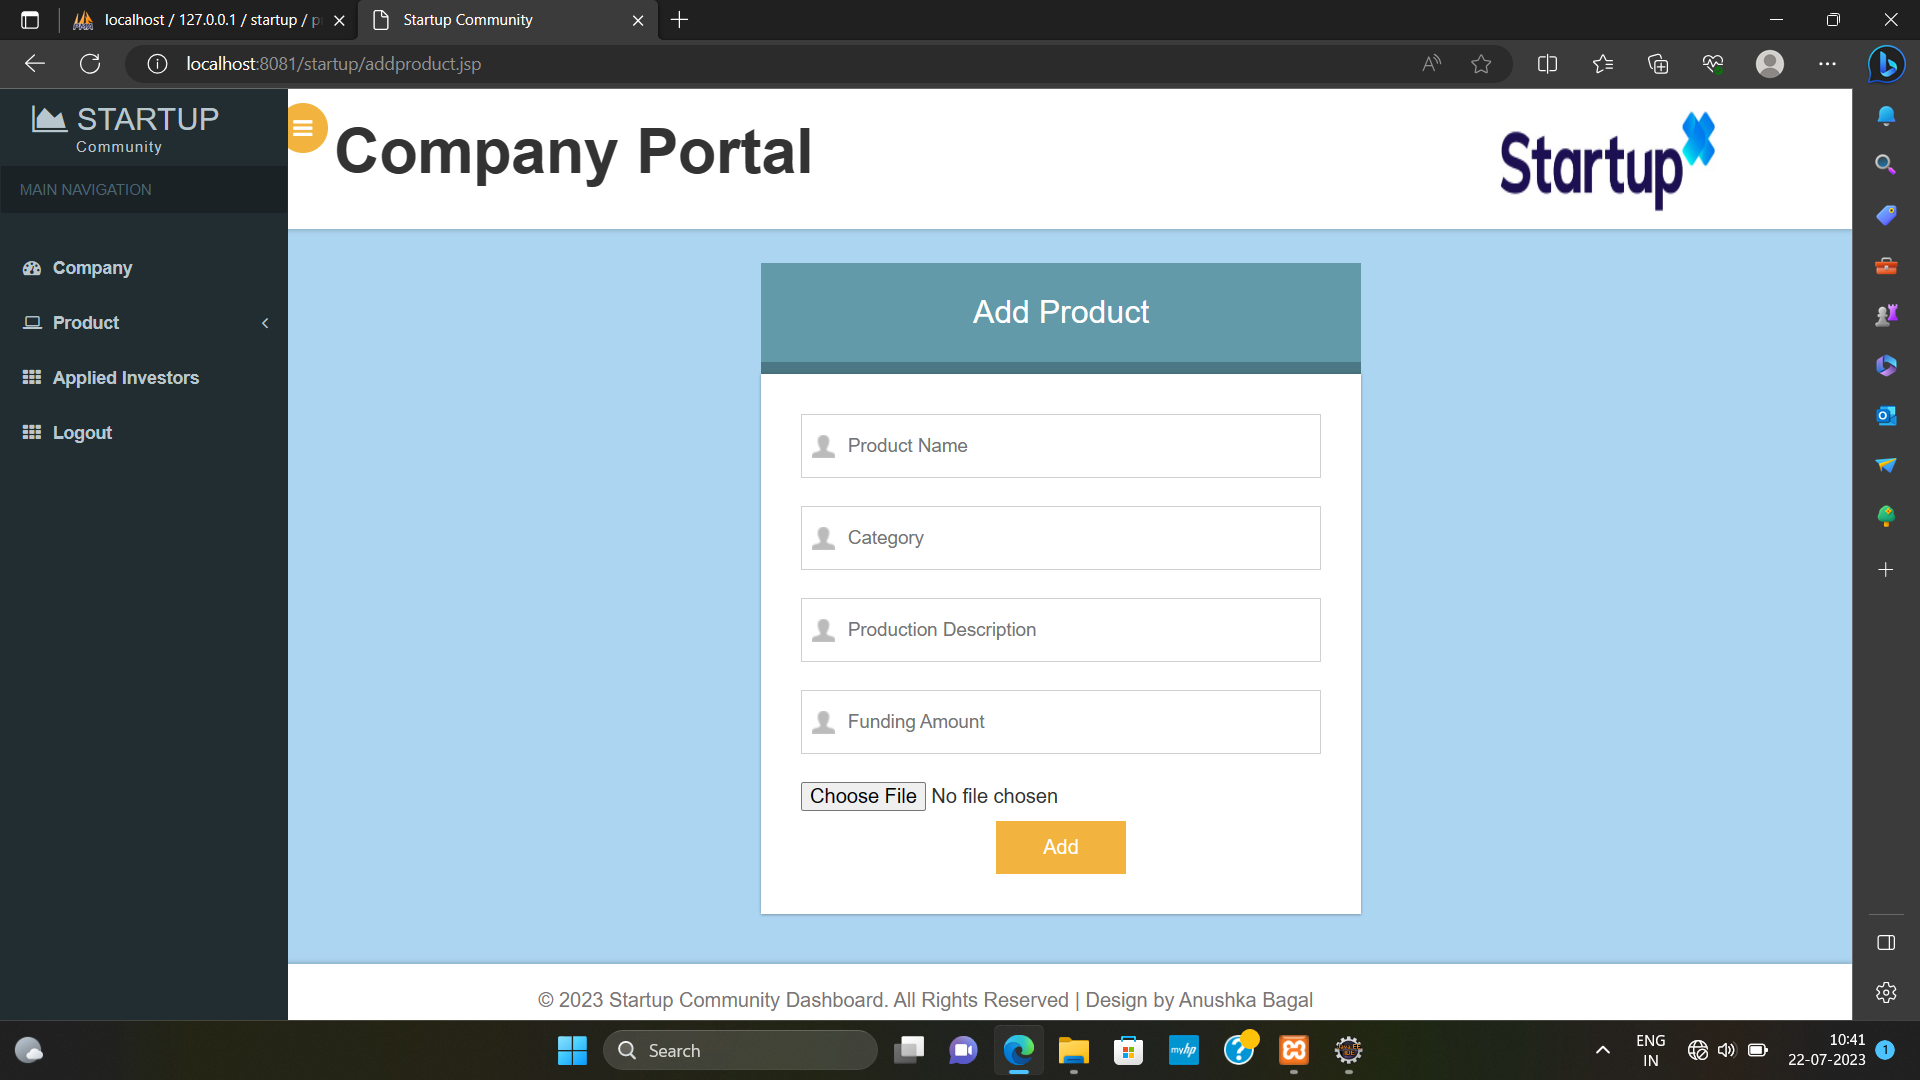 localhost / 127.0.0.1 / startup / p
Startup Community
localhost:8081/startup/addproduct.jsp
STARTUP
Community
MAIN NAVIGATION
Company
Product
Applied Investors
Logout
Company Portal
Startup
Add Product
Product Name
Category
Production Description
Funding Amount
Choose File No file chosen
Add
© 2023 Startup Community Dashboard. All Rights Reserved | Design by Anushka Bagal
Search
myhp
ENG
IN
10:41
22-07-2023
1